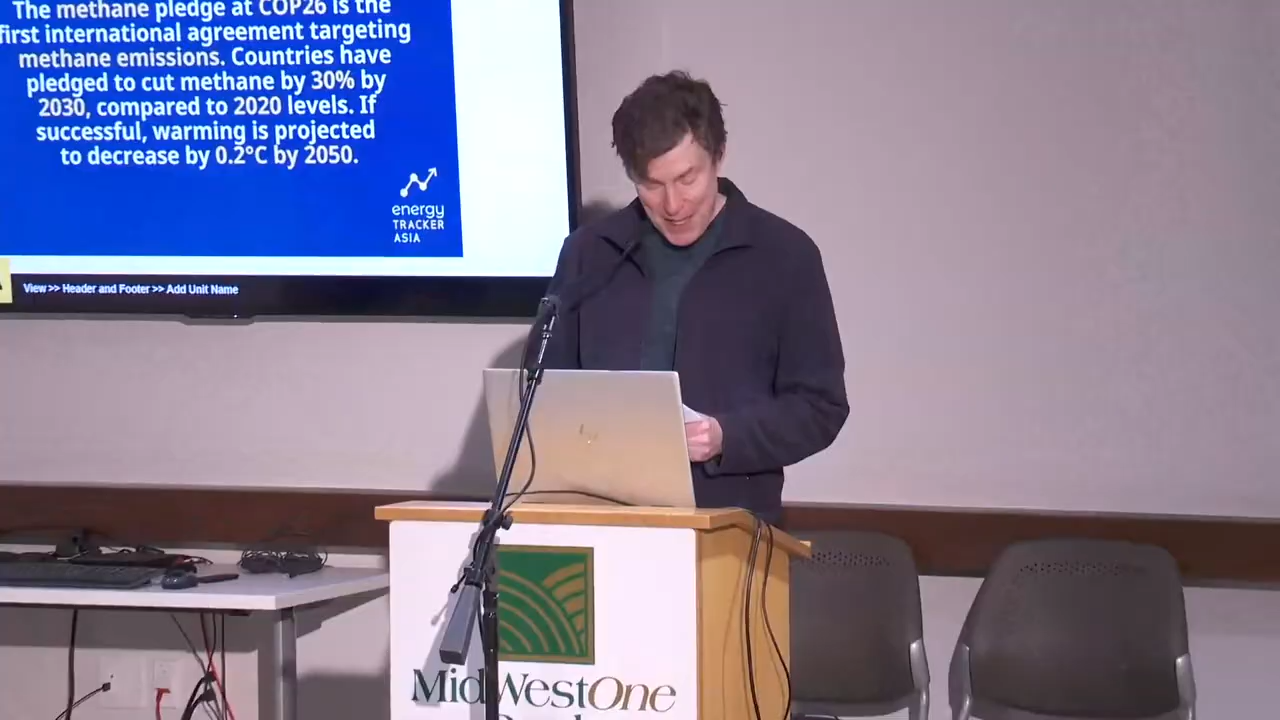 The methane pledge at COP26 is the
first international agreement targeting
methane emissions. Countries have
pledged to cut methane by 30% by
2030, compared to 2020 levels. If
successful, warming is projected
to decrease by 0.2°C by 2050.
energy
TRACKER
ASIA
View >> Header and Footer >> Add Unit Name
hp
MidWestOne